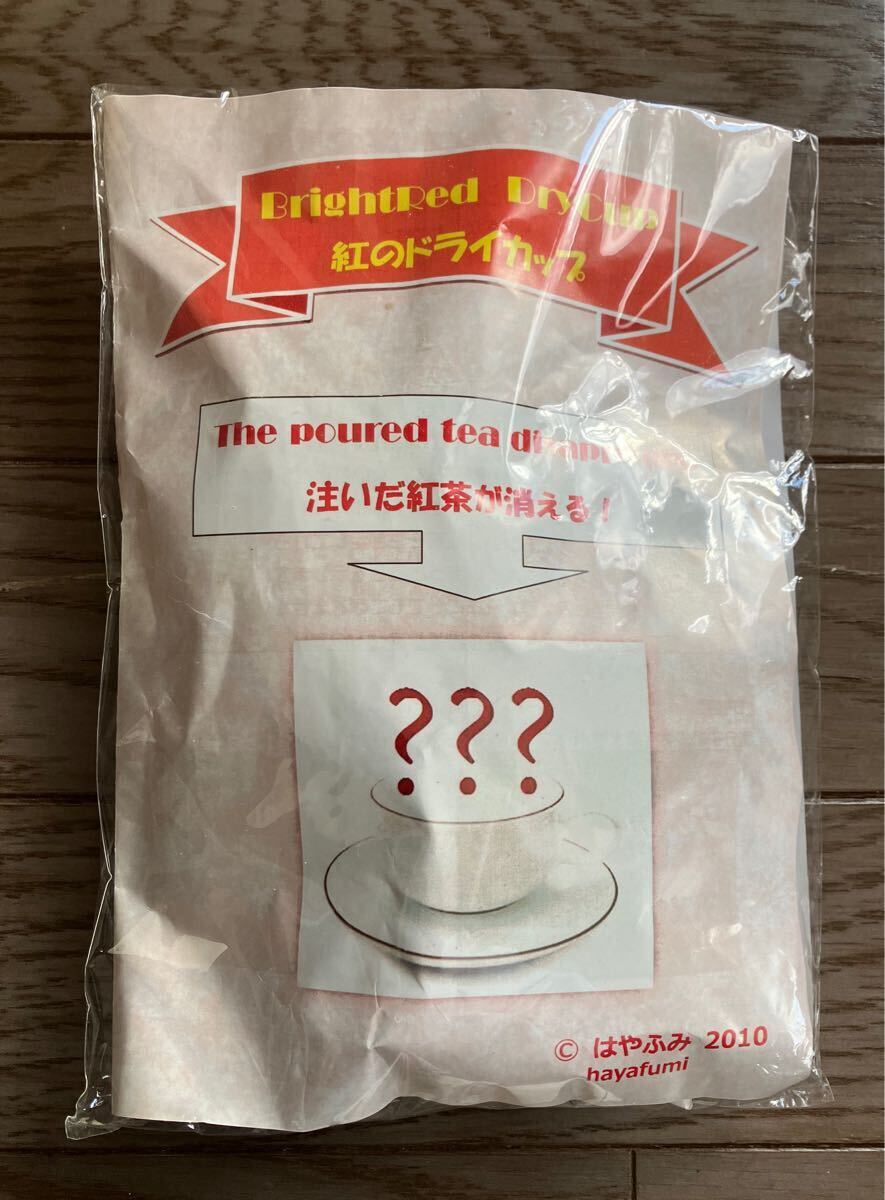 BrightRed DryCup
紅のドライカップ
The poured tea
注いだ紅茶が消える!
???
© はやふみ 2010
hayafumi